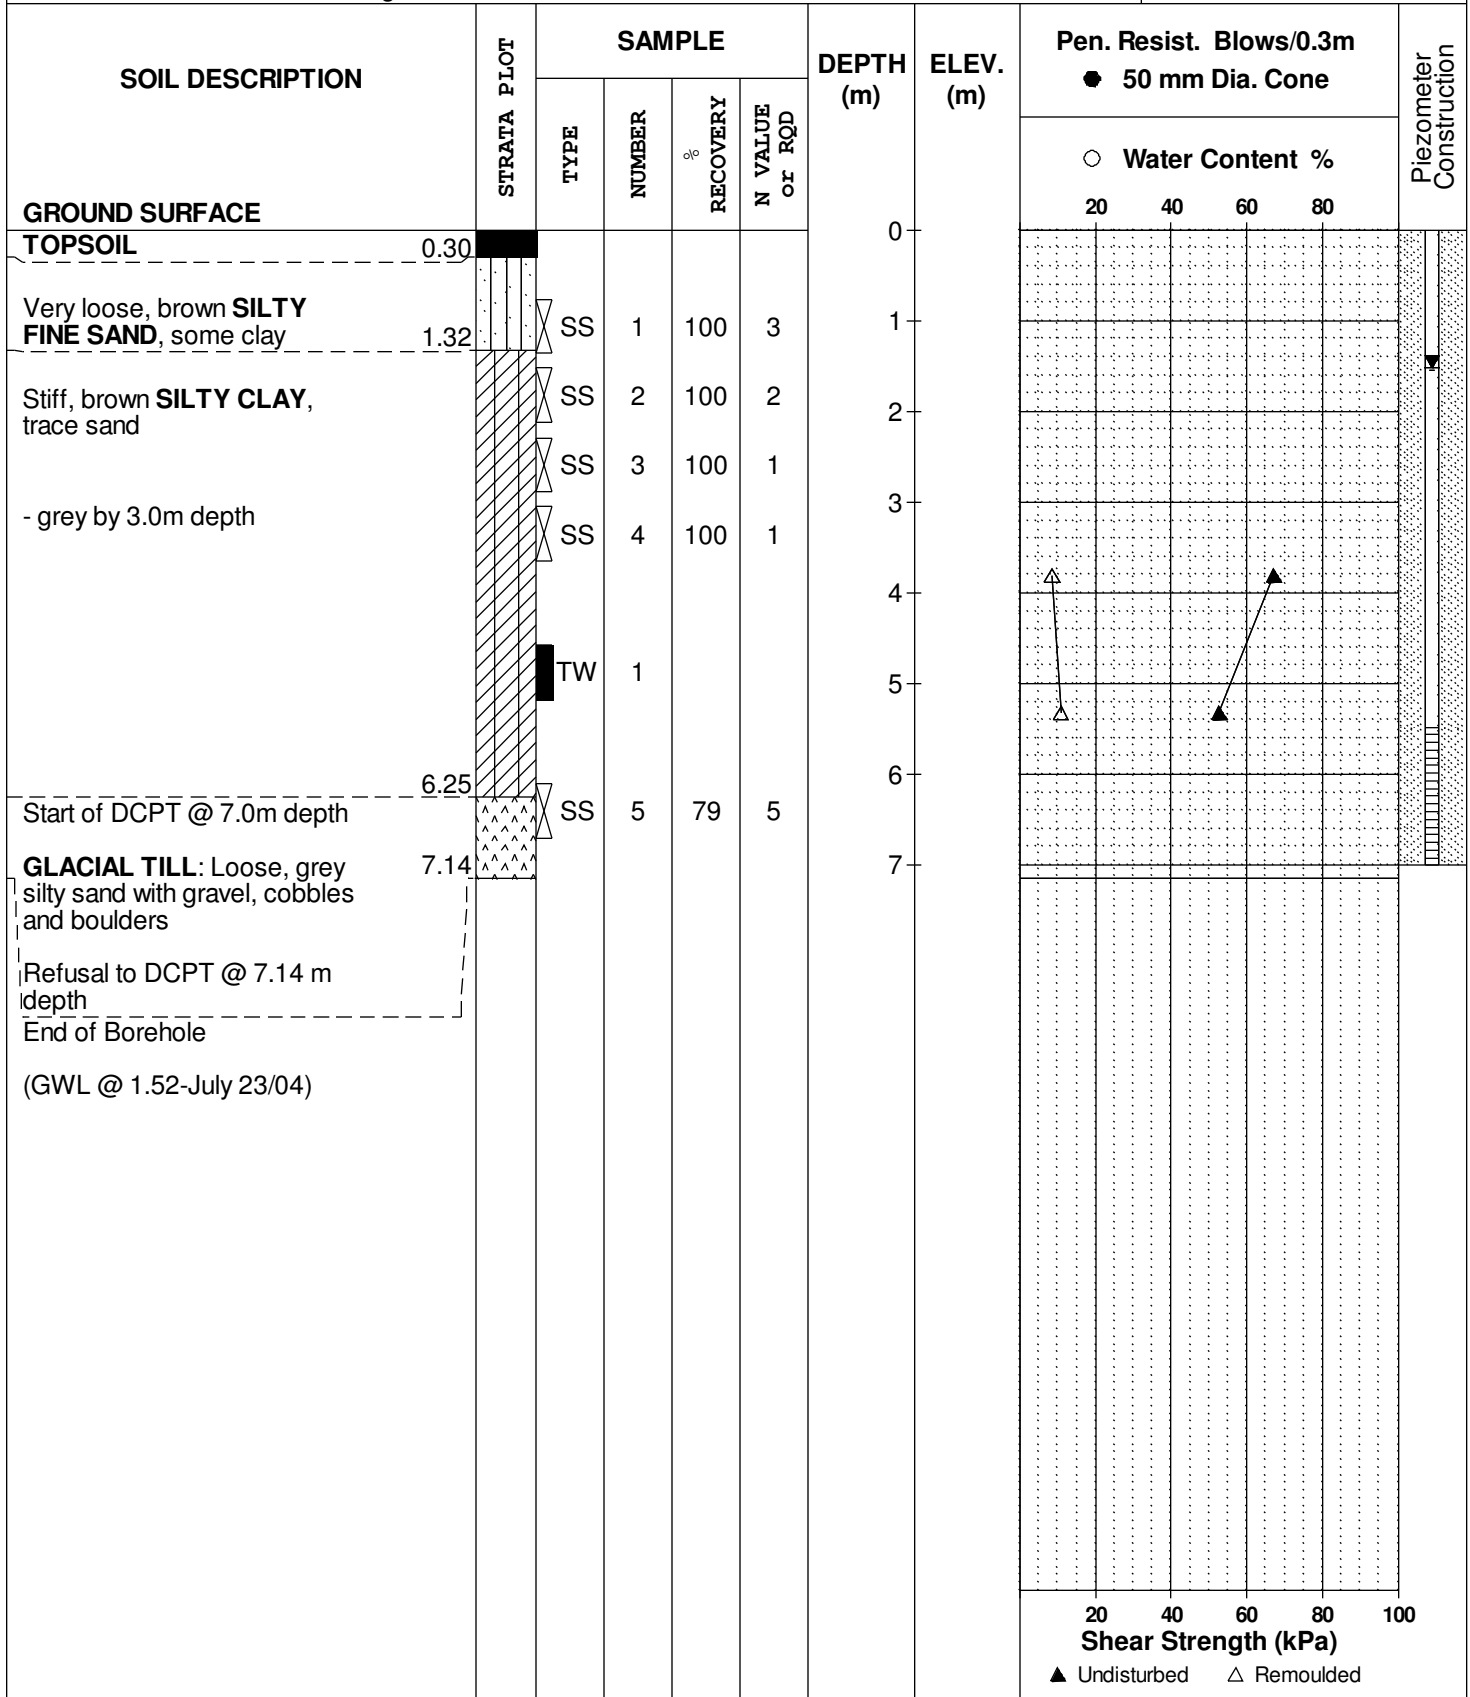 SOIL DESCRIPTION
GROUND SURFACE
STRATA PLOT
SAMPLE
TYPE
NUMBER
%
RECOVERY
N VALUE
or RQD
DEPTH
(m)
ELEV.
(m)
Pen. Resist. Blows/0.3m
● 50 mm Dia. Cone
○ Water Content %
20 40 60 80
Piezometer
Construction
TOPSOIL 0.30
Very loose, brown SILTY
FINE SAND, some clay 1.32
Stiff, brown SILTY CLAY,
trace sand
- grey by 3.0m depth
6.25
Start of DCPT @ 7.0m depth
GLACIAL TILL: Loose, grey 7.14
silty sand with gravel, cobbles
and boulders
Refusal to DCPT @ 7.14 m
depth
End of Borehole
(GWL @ 1.52-July 23/04)
SS 1 100 3
SS 2 100 2
SS 3 100 1
SS 4 100 1
TW 1
SS 5 79 5
0
1
2
3
4
5
6
7
20 40 60 80 100
Shear Strength (kPa)
▲ Undisturbed △ Remoulded